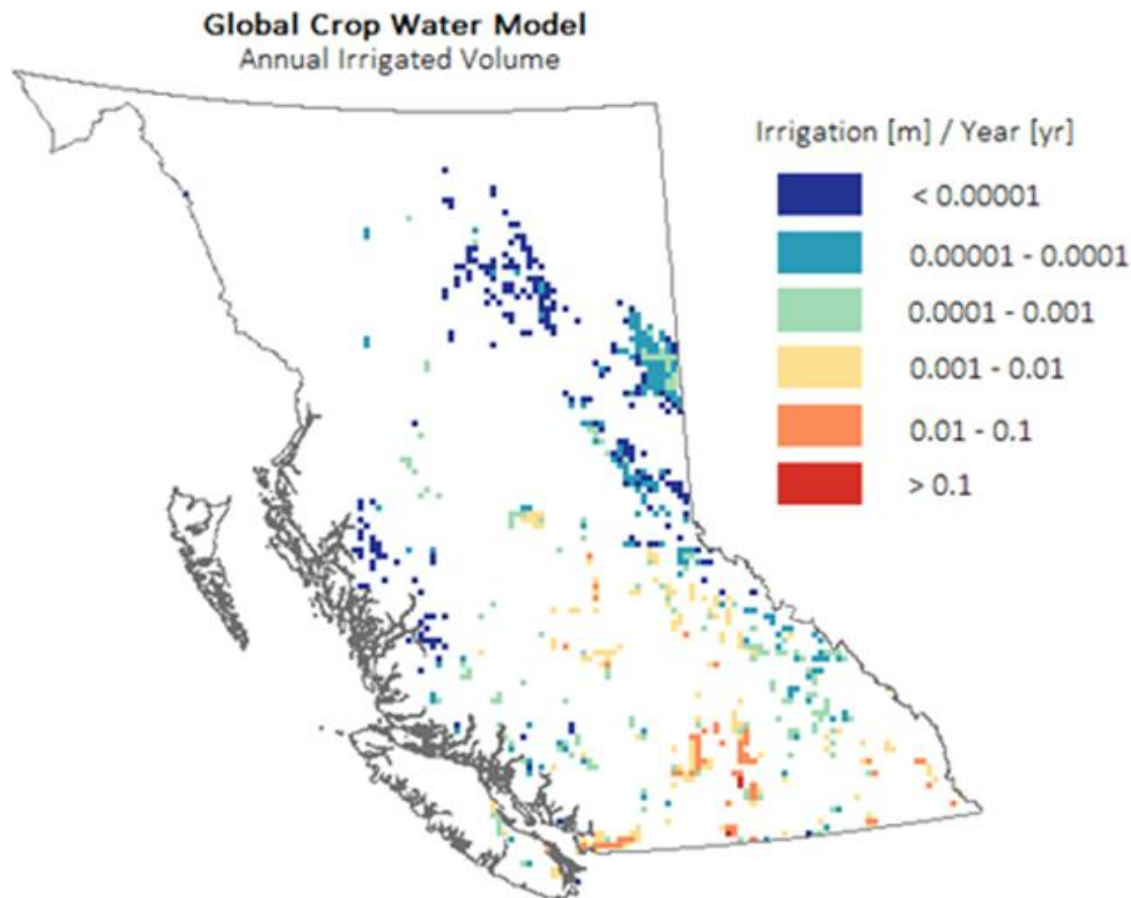 Global Crop Water Model
Annual Irrigated Volume
Irrigation [m] / Year [yr]
< 0.00001
0.00001 - 0.0001
0.0001 - 0.001
0.001 - 0.01
0.01 - 0.1
> 0.1